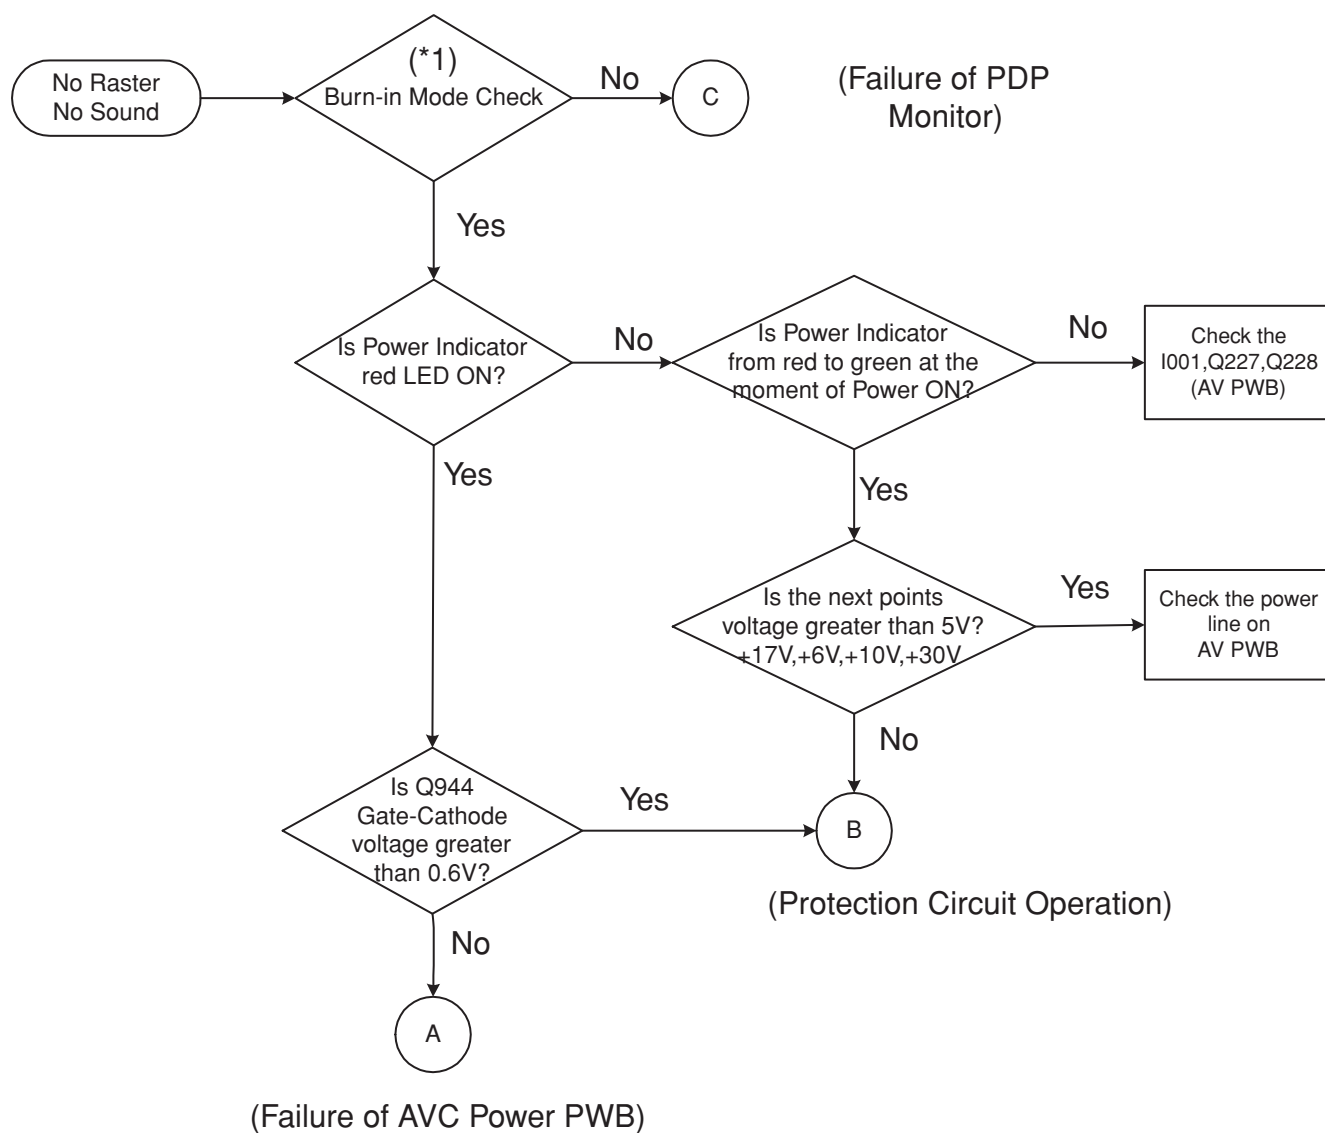 No Raster
No Sound
(*1)
Burn-in Mode Check
No
C
(Failure of PDP
Monitor)
Yes
Is Power Indicator
red LED ON?
No
Is Power Indicator
from red to green at the
moment of Power ON?
No
Check the
I001,Q227,Q228
(AV PWB)
Yes
Yes
Is the next points
voltage greater than 5V?
+17V,+6V,+10V,+30V
Yes
Check the power
line on
AV PWB
No
Is Q944
Gate-Cathode
voltage greater
than 0.6V?
Yes
B
(Protection Circuit Operation)
No
A
(Failure of AVC Power PWB)